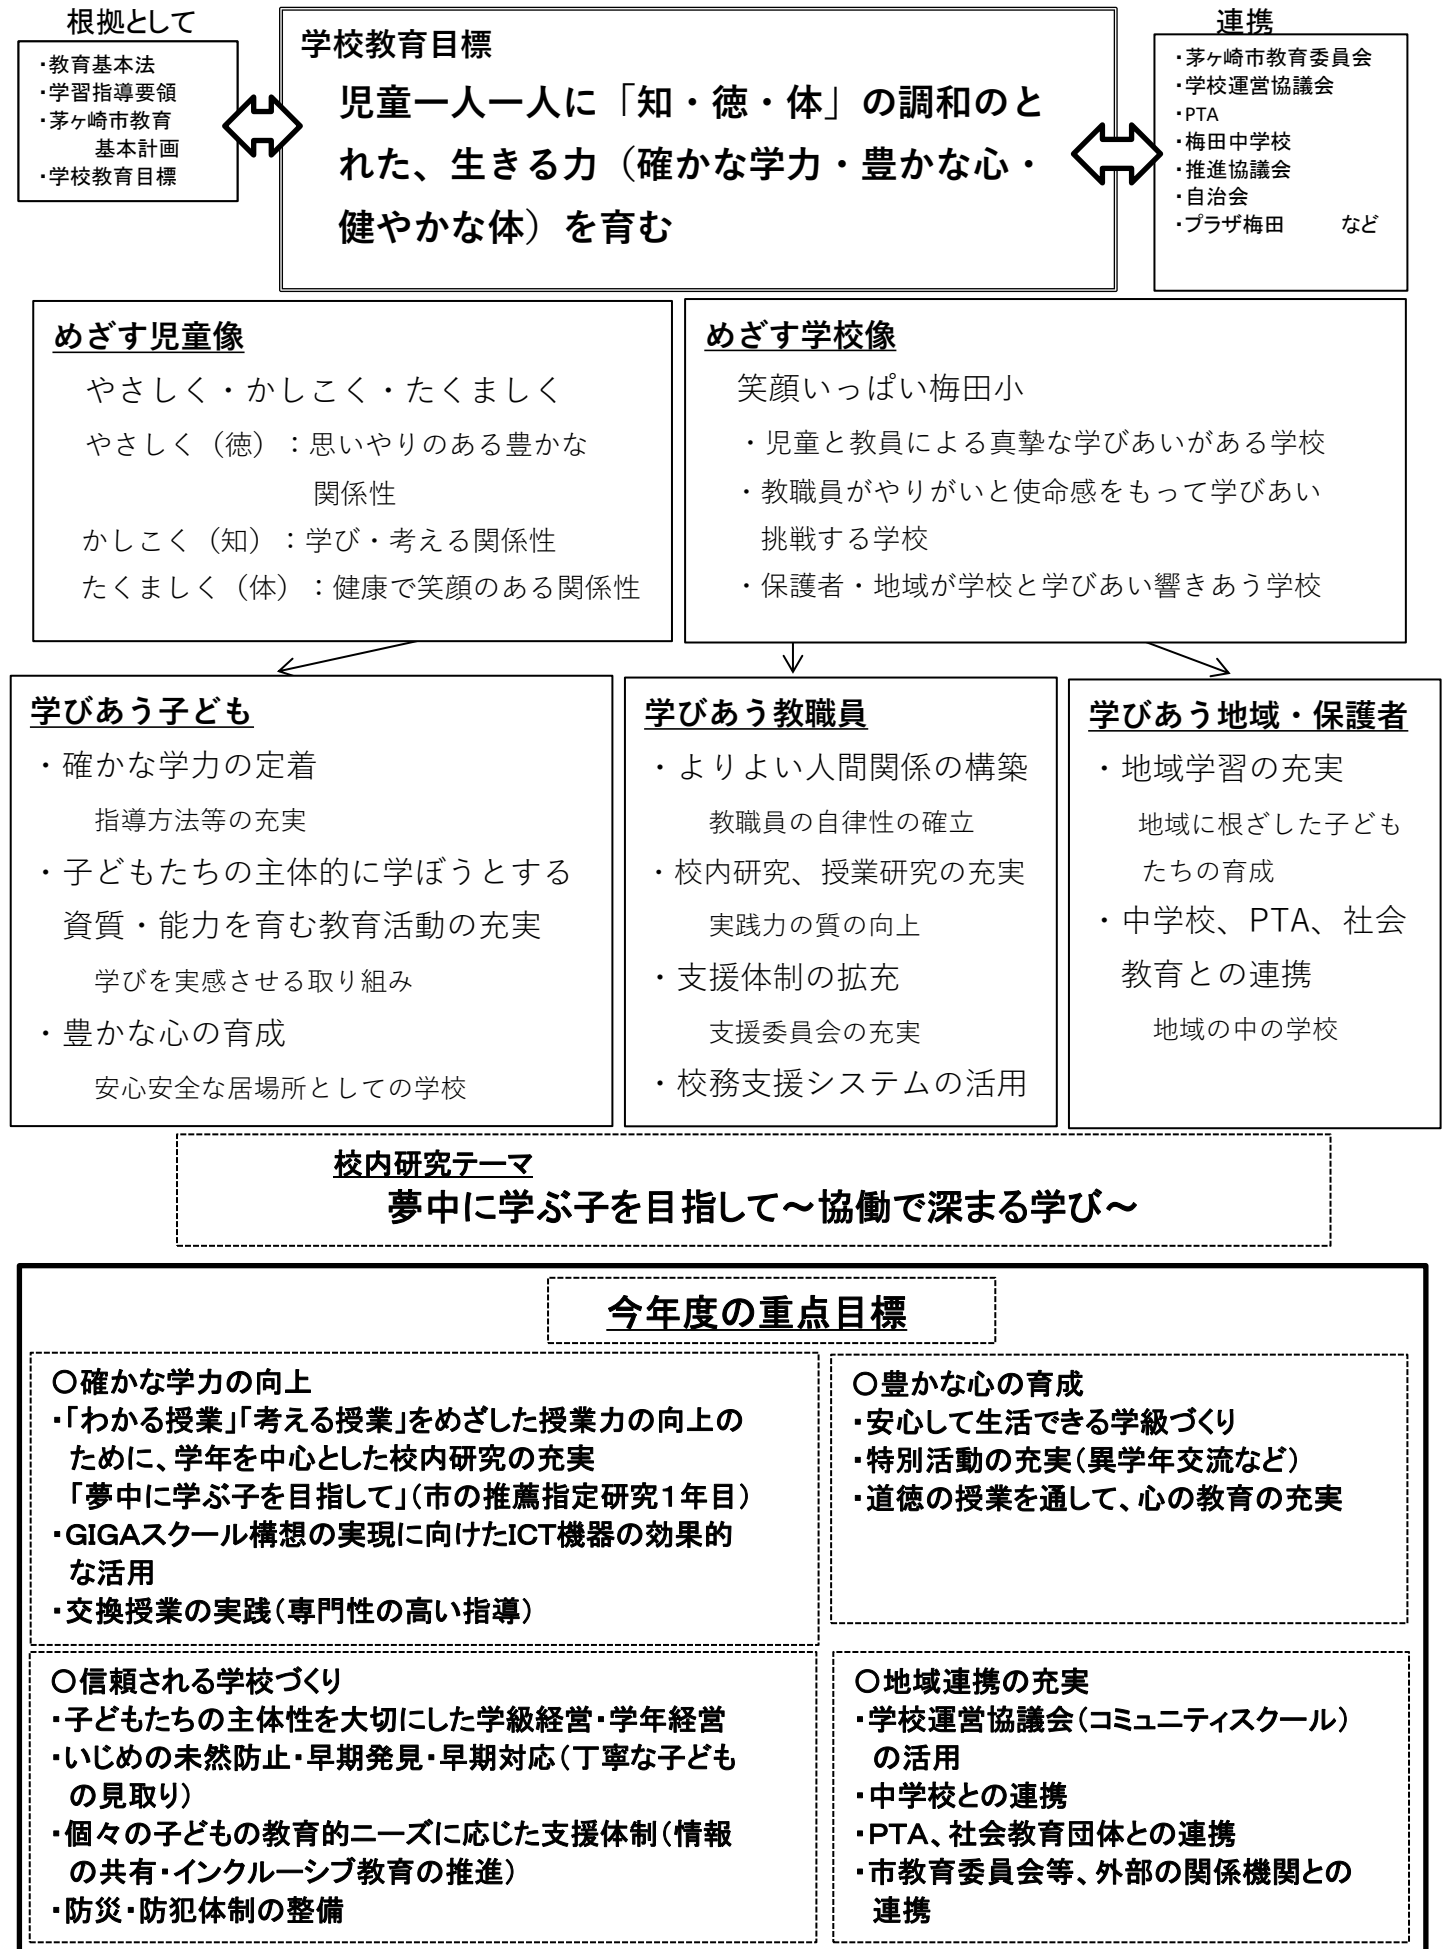 根拠として
・教育基本法
・学習指導要領
・茅ヶ崎市教育
基本計画
・学校教育目標
学校教育目標
児童一人一人に「知・徳・体」の調和のと
れた、生きる力（確かな学力・豊かな心・
健やかな体）を育む
連携
・茅ヶ崎市教育委員会
・学校運営協議会
・PTA
・梅田中学校
・推進協議会
・自治会
・プラザ梅田　　など
めざす児童像
やさしく・かしこく・たくましく
やさしく（徳）：思いやりのある豊かな
関係性
かしこく（知）：学び・考える関係性
たくましく（体）：健康で笑顔のある関係性
めざす学校像
笑顔いっぱい梅田小
・児童と教員による真摯な学びあいがある学校
・教職員がやりがいと使命感をもって学びあい
挑戦する学校
・保護者・地域が学校と学びあい響きあう学校
学びあう子ども
・確かな学力の定着
指導方法等の充実
・子どもたちの主体的に学ぼうとする
資質・能力を育む教育活動の充実
学びを実感させる取り組み
・豊かな心の育成
安心安全な居場所としての学校
学びあう教職員
・よりよい人間関係の構築
教職員の自律性の確立
・校内研究、授業研究の充実
実践力の質の向上
・支援体制の拡充
支援委員会の充実
・校務支援システムの活用
学びあう地域・保護者
・地域学習の充実
地域に根ざした子ども
たちの育成
・中学校、PTA、社会
教育との連携
地域の中の学校
校内研究テーマ
夢中に学ぶ子を目指して～協働で深まる学び～
今年度の重点目標
○確かな学力の向上
・「わかる授業」「考える授業」をめざした授業力の向上の
ために、学年を中心とした校内研究の充実
「夢中に学ぶ子を目指して」（市の推薦指定研究１年目）
・GIGAスクール構想の実現に向けたICT機器の効果的
な活用
・交換授業の実践（専門性の高い指導）
○豊かな心の育成
・安心して生活できる学級づくり
・特別活動の充実（異学年交流など）
・道徳の授業を通して、心の教育の充実
○信頼される学校づくり
・子どもたちの主体性を大切にした学級経営・学年経営
・いじめの未然防止・早期発見・早期対応（丁寧な子ども
の見取り）
・個々の子どもの教育的ニーズに応じた支援体制（情報
の共有・インクルーシブ教育の推進）
・防災・防犯体制の整備
○地域連携の充実
・学校運営協議会（コミュニティスクール）
の活用
・中学校との連携
・PTA、社会教育団体との連携
・市教育委員会等、外部の関係機関との
連携